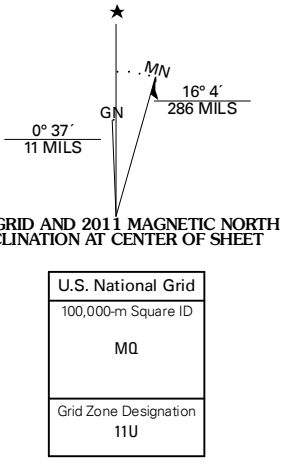 MN
GN
16° 4´
286 MILS
0° 37´
11 MILS
GRID AND 2011 MAGNETIC NORTH
CLINATION AT CENTER OF SHEET
U.S. National Grid
100,000-m Square ID
MQ
Grid Zone Designation
11U